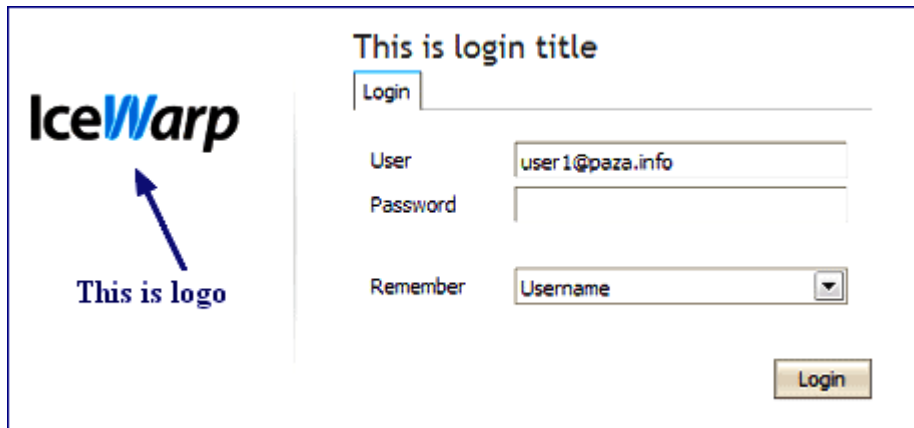 This is login title
Login
IceWarp
User user1@paza.info
Password
This is logo
Remember Username
Login